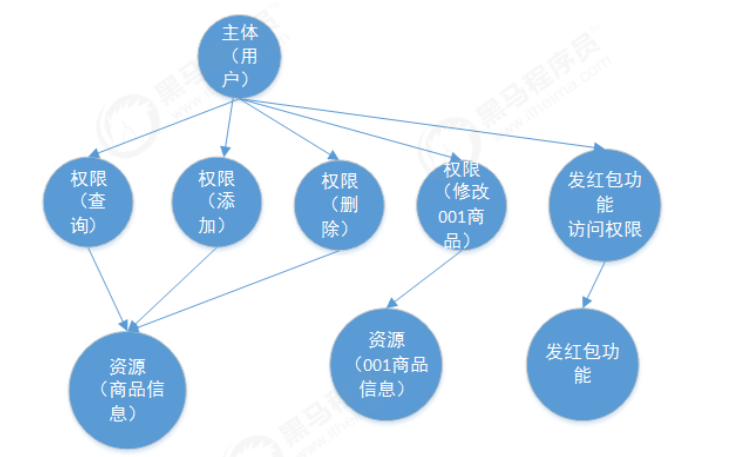 主体
（用
户）
权限
（查
询）
权限
（添
加）
权限
（删
除）
权限
（修改
001商
品）
发红包功
能
访问权限
资源
（商品信
息）
资源
（001商品
信息）
发红包功
能
黑马程序员
www.itheima.com